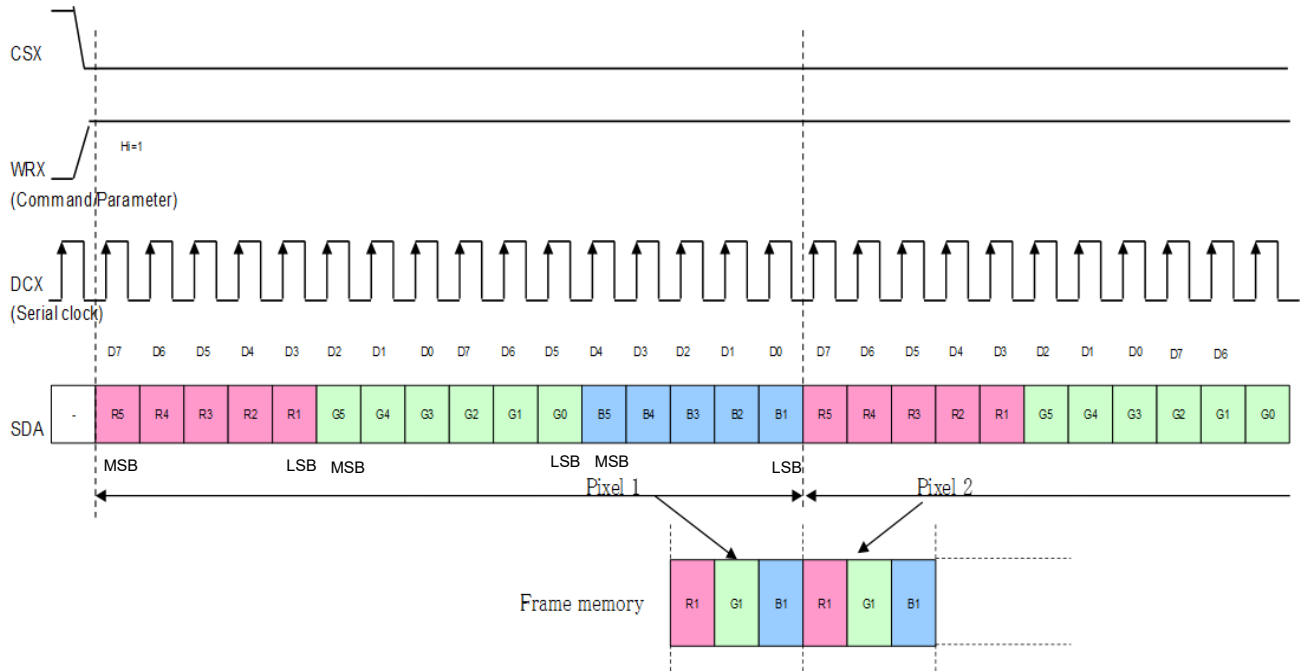 CSX
Hi=1
WRX
(Command/Parameter)
DCX
(Serial clock)
D7 D6 D5 D4 D3 D2 D1 D0 D7 D6 D5 D4 D3 D2 D1 D0 D7 D6 D5 D4 D3 D2 D1 D0 D7 D6
SDA - R5 R4 R3 R2 R1 G5 G4 G3 G2 G1 G0 B5 B4 B3 B2 B1 R5 R4 R3 R2 R1 G5 G4 G3 G2 G1 G0
MSB LSB MSB LSB MSB LSB
Pixel 1 Pixel 2
Frame memory R1 G1 B1 R1 G1 B1